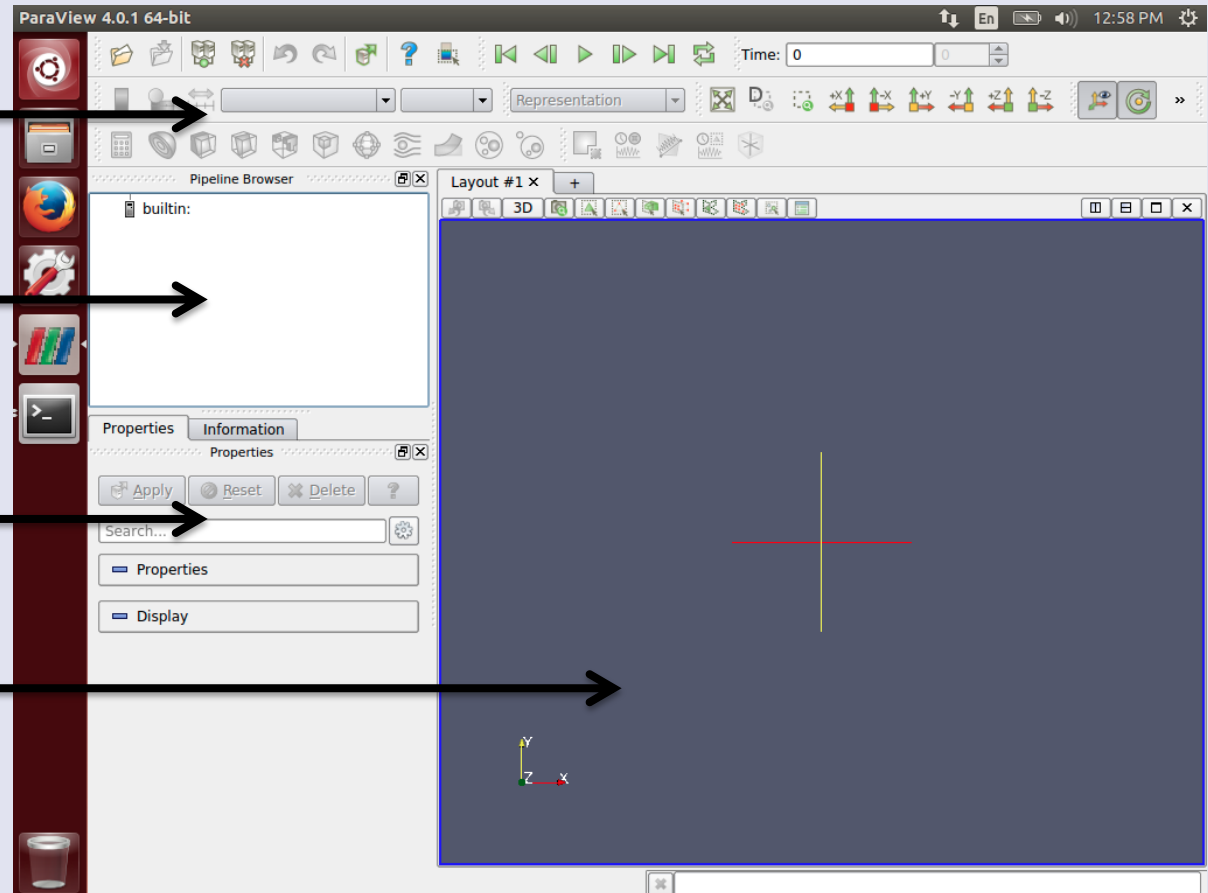 ParaView 4.0.1 64-bit
En 12:58 PM
Time: 0 0
Representation
Pipeline Browser
builtin:
Layout #1
3D
Properties Information
Properties
Apply Reset Delete ?
Search...
Properties
Display
Y
Z X